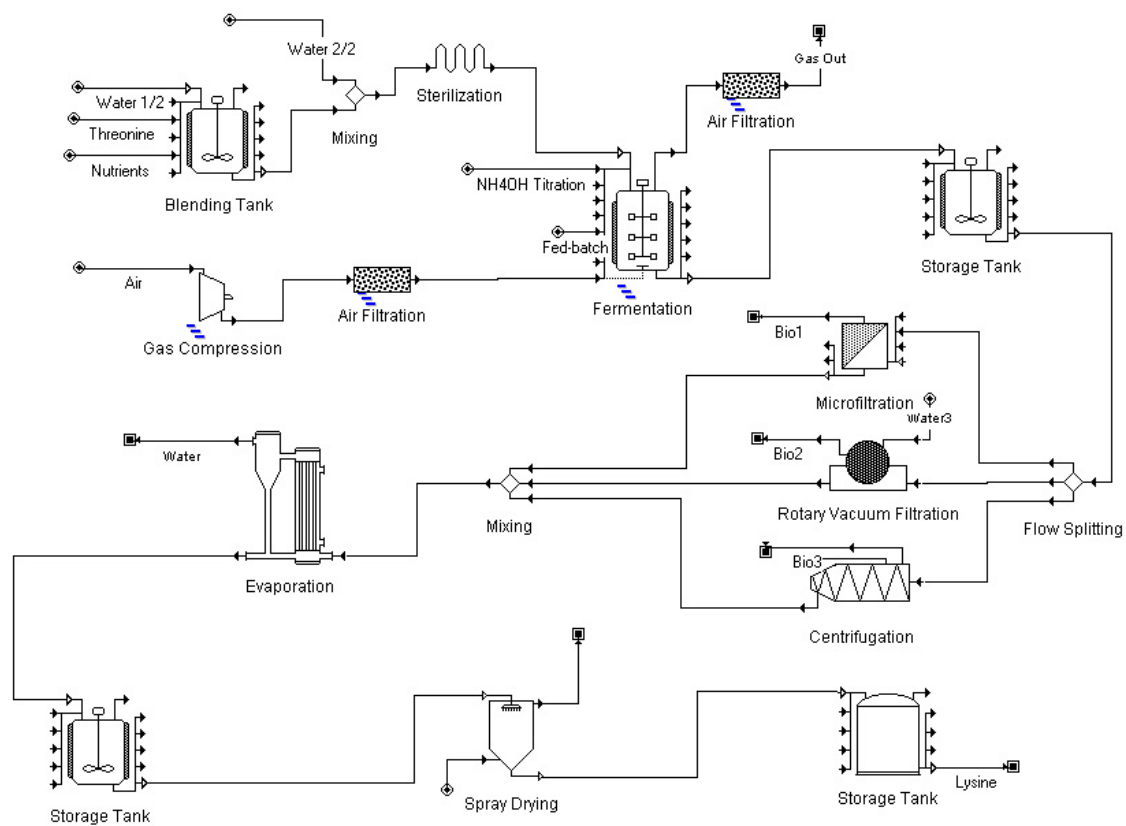 Water 2/2
Gas Out
Sterilization
Water 1/2
Air Filtration
Threonine
Mixing
Nutrients
NH4OH Titration
Blending Tank
Fed-batch
Storage Tank
Air
Fermentation
Air Filtration
Gas Compression
Bio1
Microfiltration
Water3
Water
Bio2
Rotary Vacuum Filtration
Mixing
Flow Splitting
Bio3
Evaporation
Centrifugation
Lysine
Spray Drying
Storage Tank
Storage Tank